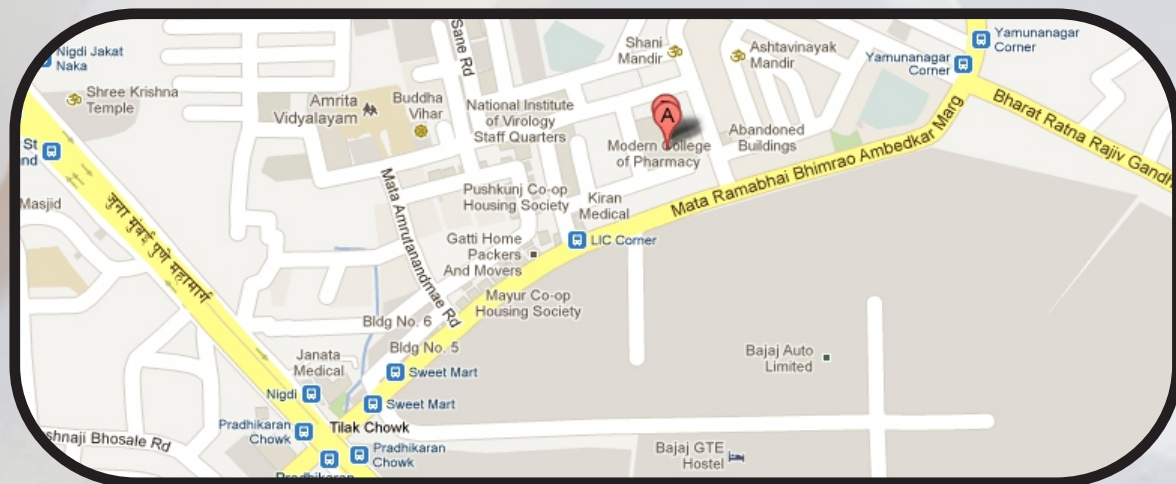 Nigdi Jakat
Naka
Shree Krishna
Temple
Sane Rd
Shani
Mandir
Ashtavinayak
Mandir
Yamunanagar
Corner
Yamunanagar
Corner
Amrita
Vidyalayam
Buddha
Vihar
National Institute
of Virology
Staff Quarters
A
Modern College
of Pharmacy
Abandoned
Buildings
Bharat Ratna Rajiv Gandh
St
nd
Masjid
जुना मुंबई पुणे महामार्ग
Mata Amrutanandmae Rd
Pushkunj Co-op
Housing Society
Kiran
Medical
Mata Ramabhai Bhimrao Ambedkar Marg
LIC Corner
Gatti Home
Packers
And Movers
Mayur Co-op
Housing Society
Bldg No. 6
Bldg No. 5
Janata
Medical
Sweet Mart
Bajaj Auto
Limited
Nigdi
Sweet Mart
Pradhikaran
Chowk
Tilak Chowk
shnaji Bhosale Rd
Pradhikaran
Chowk
Bajaj GTE
Hostel
Pradhikaran